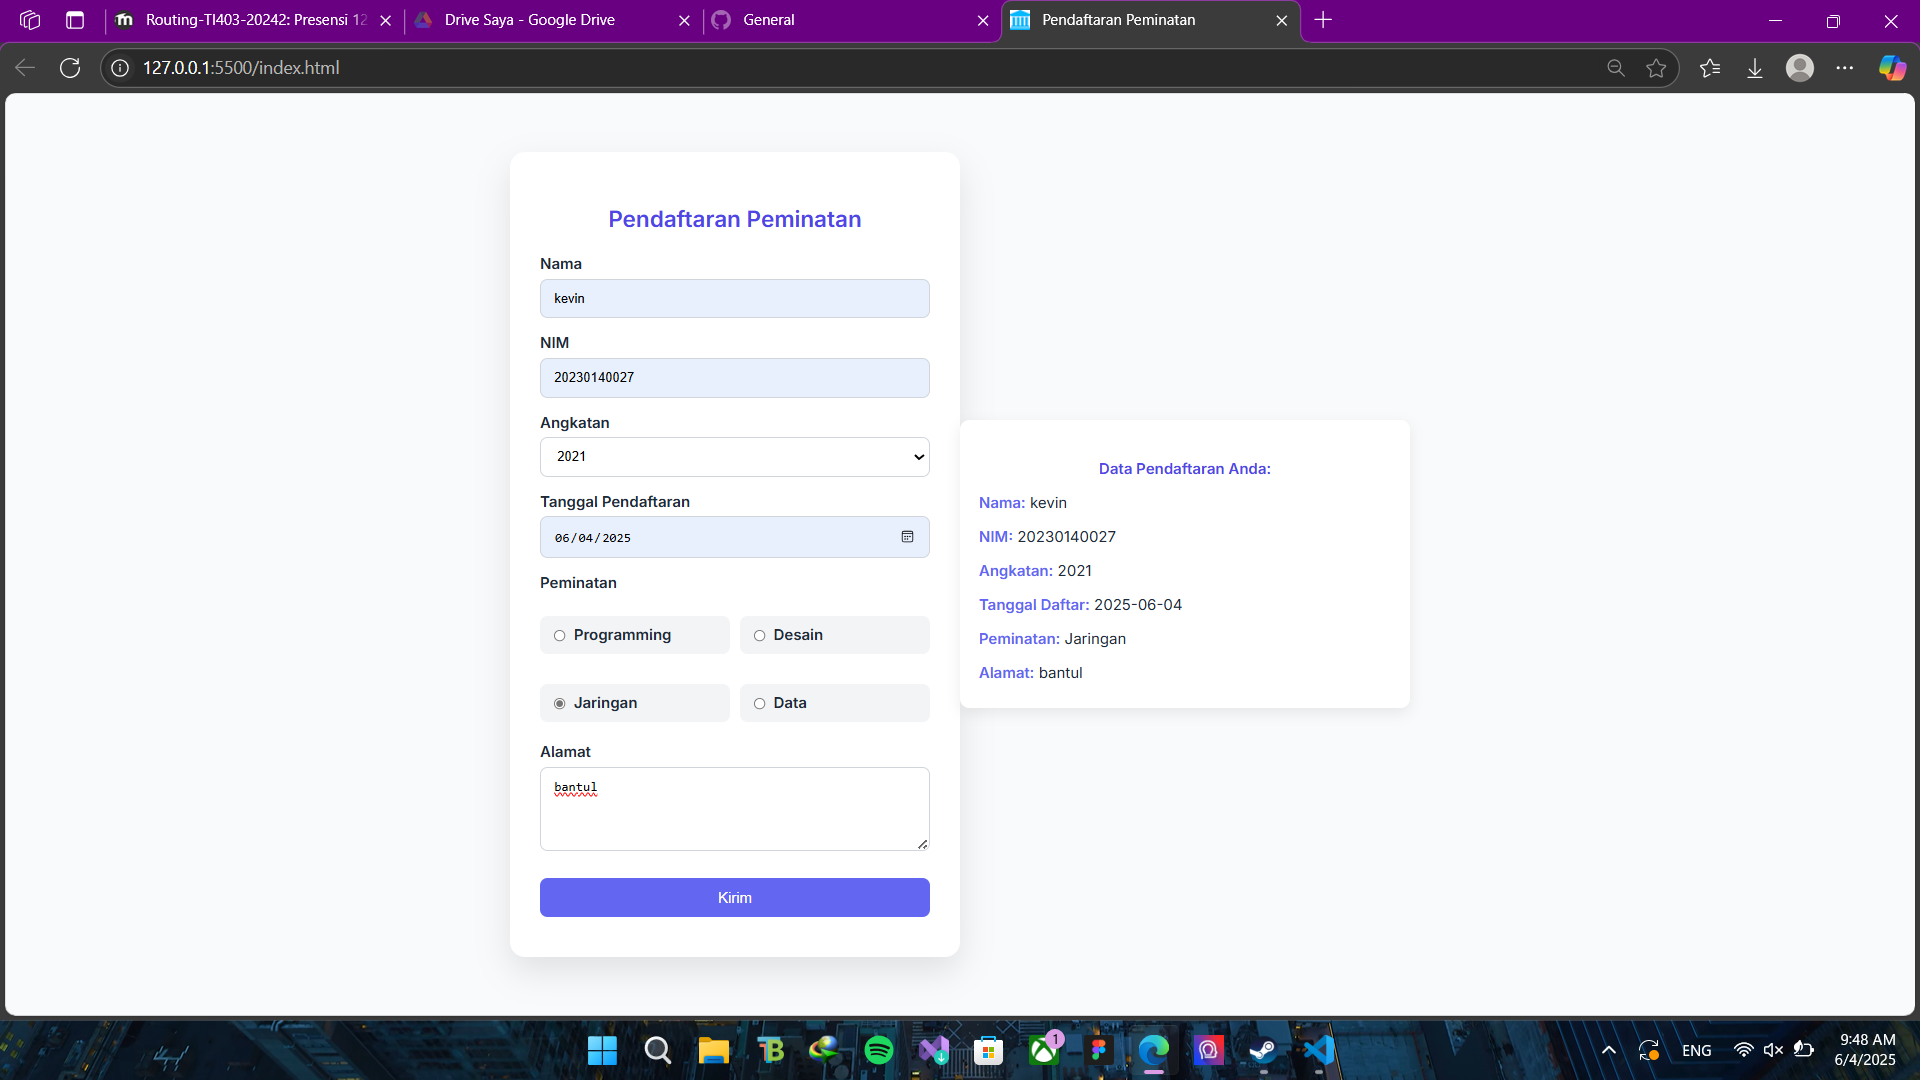 Routing-TI403-20242: Presensi 12
Drive Saya - Google Drive
General
Pendaftaran Peminatan
127.0.0.1:5500/index.html
Pendaftaran Peminatan
Nama
kevin
NIM
20230140027
Angkatan
2021
Tanggal Pendaftaran
06/04/2025
Peminatan
Programming
Desain
Jaringan
Data
Alamat
bantul
Kirim
Data Pendaftaran Anda:
Nama: kevin
NIM: 20230140027
Angkatan: 2021
Tanggal Daftar: 2025-06-04
Peminatan: Jaringan
Alamat: bantul
1
ENG
9:48 AM
6/4/2025